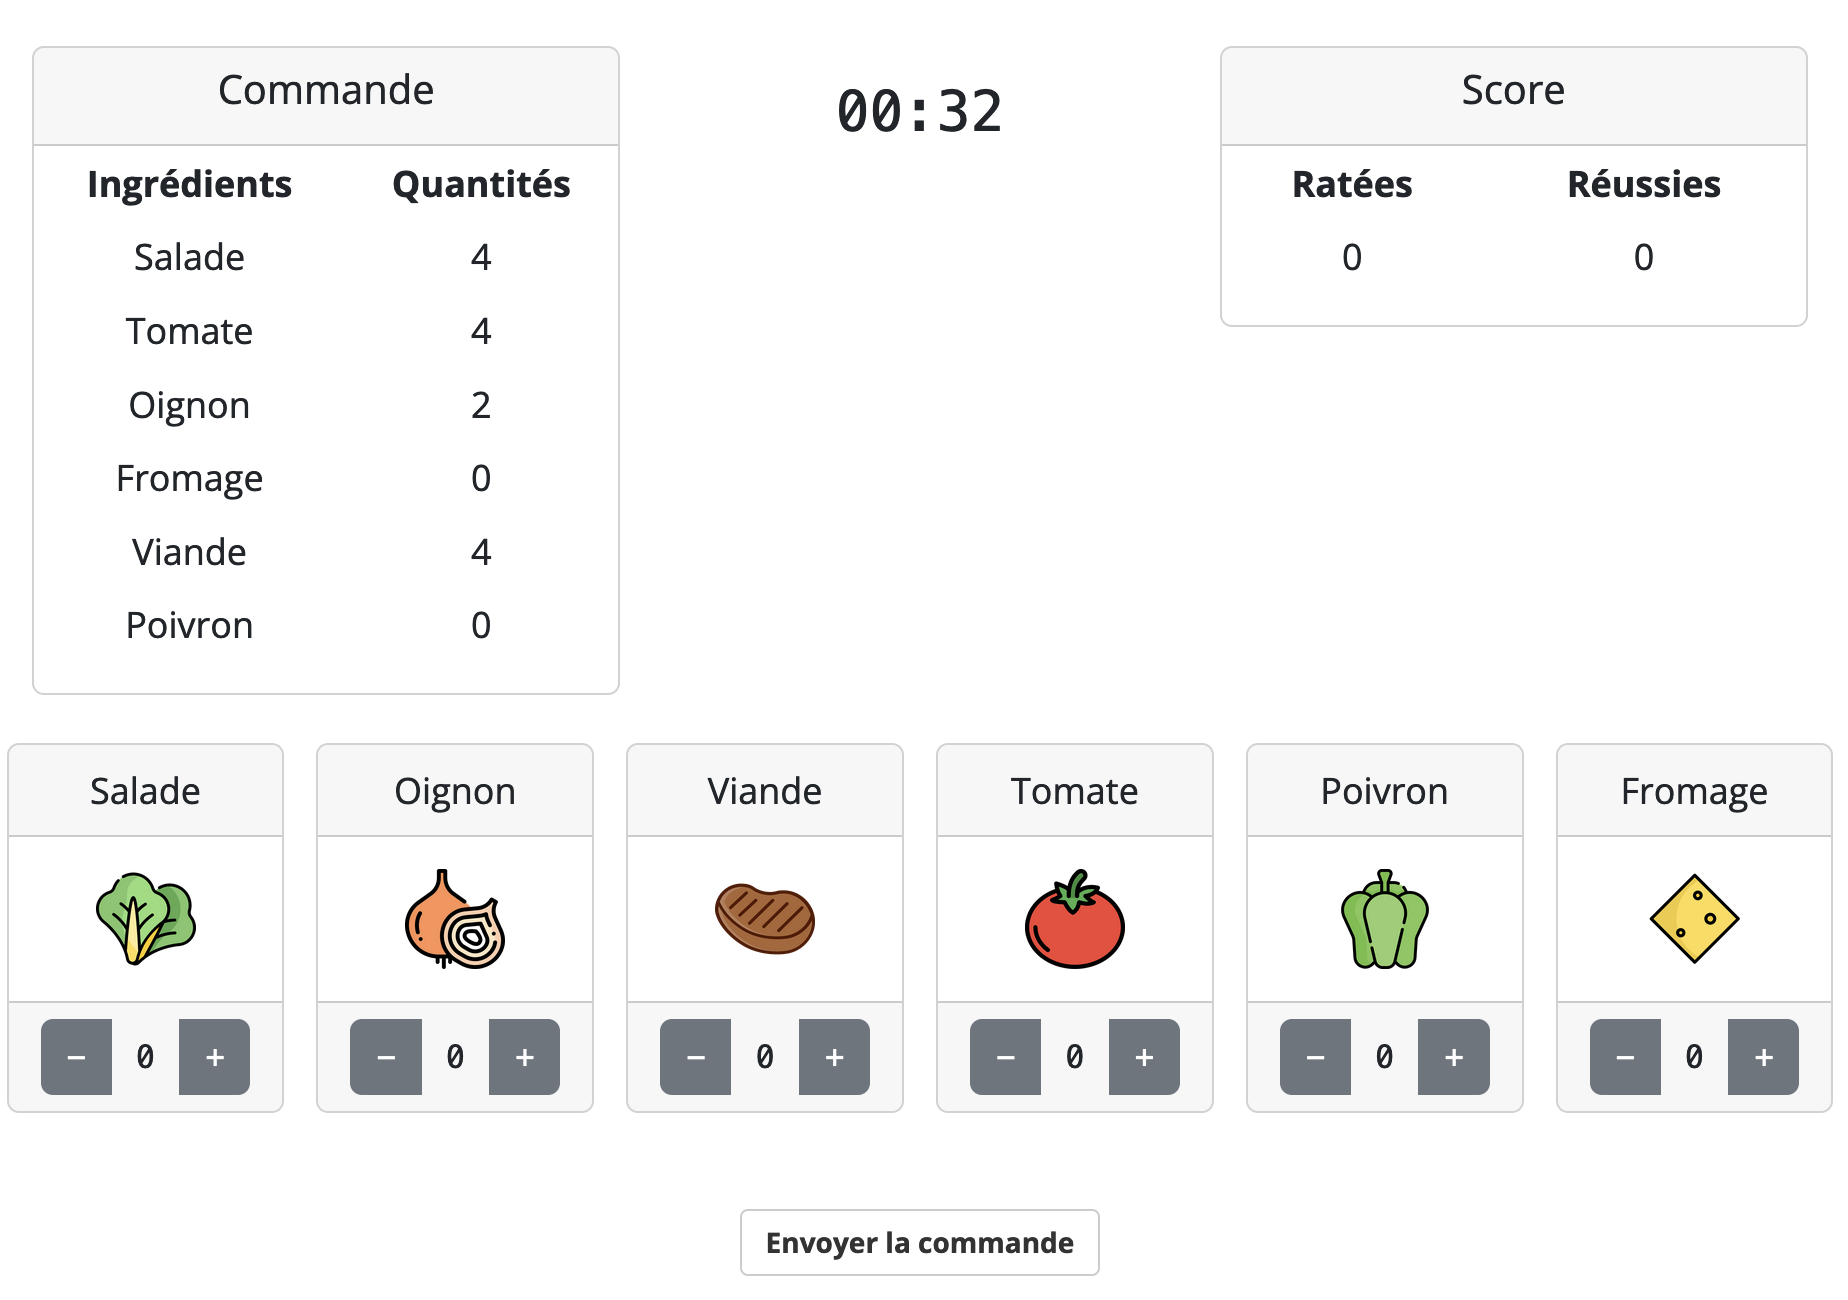 Commande
Ingrédients Quantités
Salade 4
Tomate 4
Oignon 2
Fromage 0
Viande 4
Poivron 0
00:32
Score
Ratées Réussies
0 0
Salade Oignon Viande Tomate Poivron Fromage
− 0 + − 0 + − 0 + − 0 + − 0 + − 0 +
Envoyer la commande